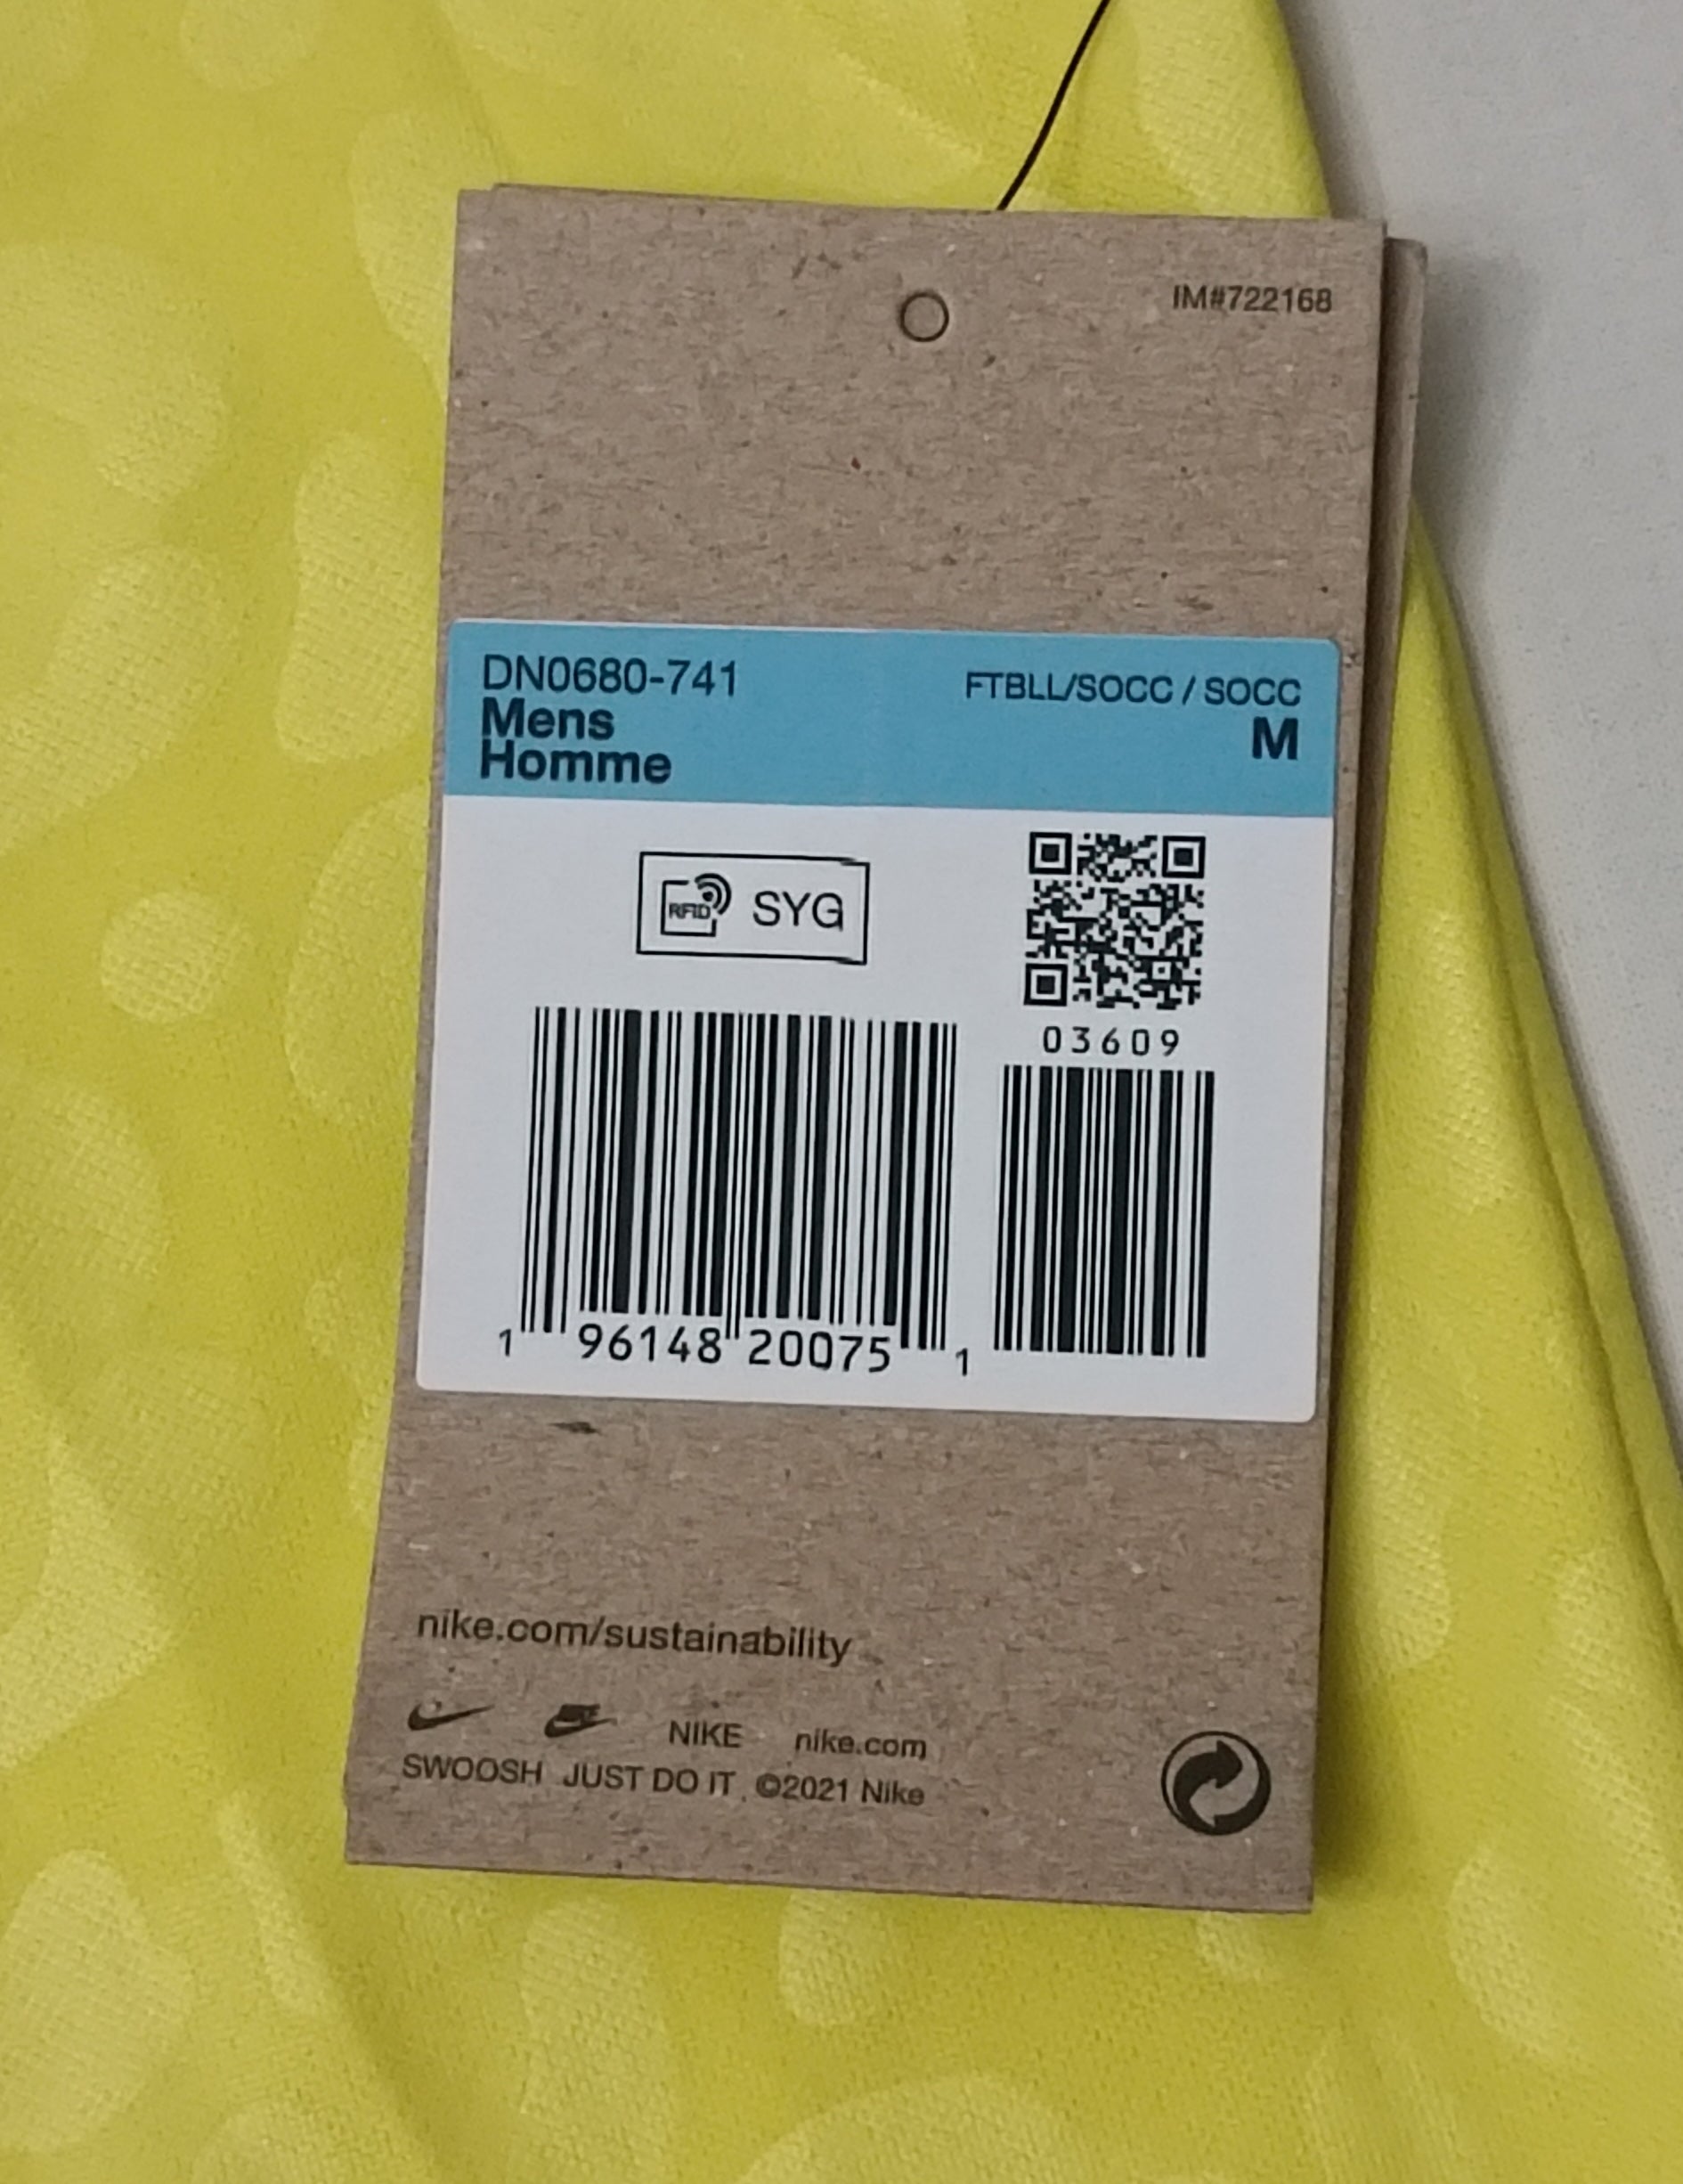 IM#722168
DN0680-741 FTBLL/SOCC / SOCC
Mens M
Homme
RFID SYG
03609
1 96148 20075 1
nike.com/sustainability
NIKE nike.com
SWOOSH JUST DO IT ©2021 Nike